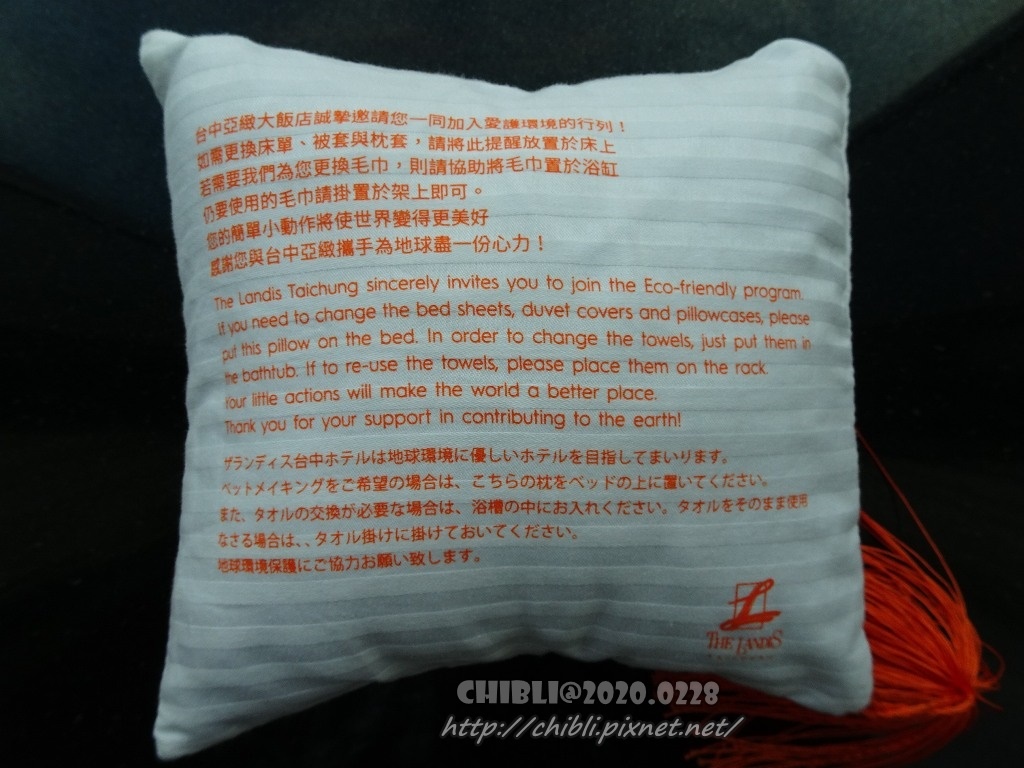 台中亞緻大飯店誠摯邀請您一同加入愛護環境的行列！
如需更換床單、被套與枕套，請將此提醒放置於床上
若需要我們為您更換毛巾，則請協助將毛巾置於浴缸
仍要使用的毛巾請掛置於架上即可。
您的簡單小動作將使世界變得更美好
感謝您與台中亞緻攜手為地球盡一份心力！
The Landis Taichung sincerely invites you to join the Eco-friendly program.
If you need to change the bed sheets, duvet covers and pillowcases, please
put this pillow on the bed. In order to change the towels, just put them in
the bathtub. If to re-use the towels, please place them on the rack.
Your little actions will make the world a better place.
Thank you for your support in contributing to the earth!
ザランディス台中ホテルは地球環境に優しいホテルを目指してまいります。
ベットメイキングをご希望の場合は、こちらの枕をベッドの上に置いてください。
また、タオルの交換が必要な場合は、浴槽の中にお入れください。タオルをそのまま使用
なさる場合は、、タオル掛けに掛けておいてください。
地球環境保護にご協力お願い致します。
L
THE LANDIS
CHIBLI@2020.0228
http://chibli.pixnet.net/